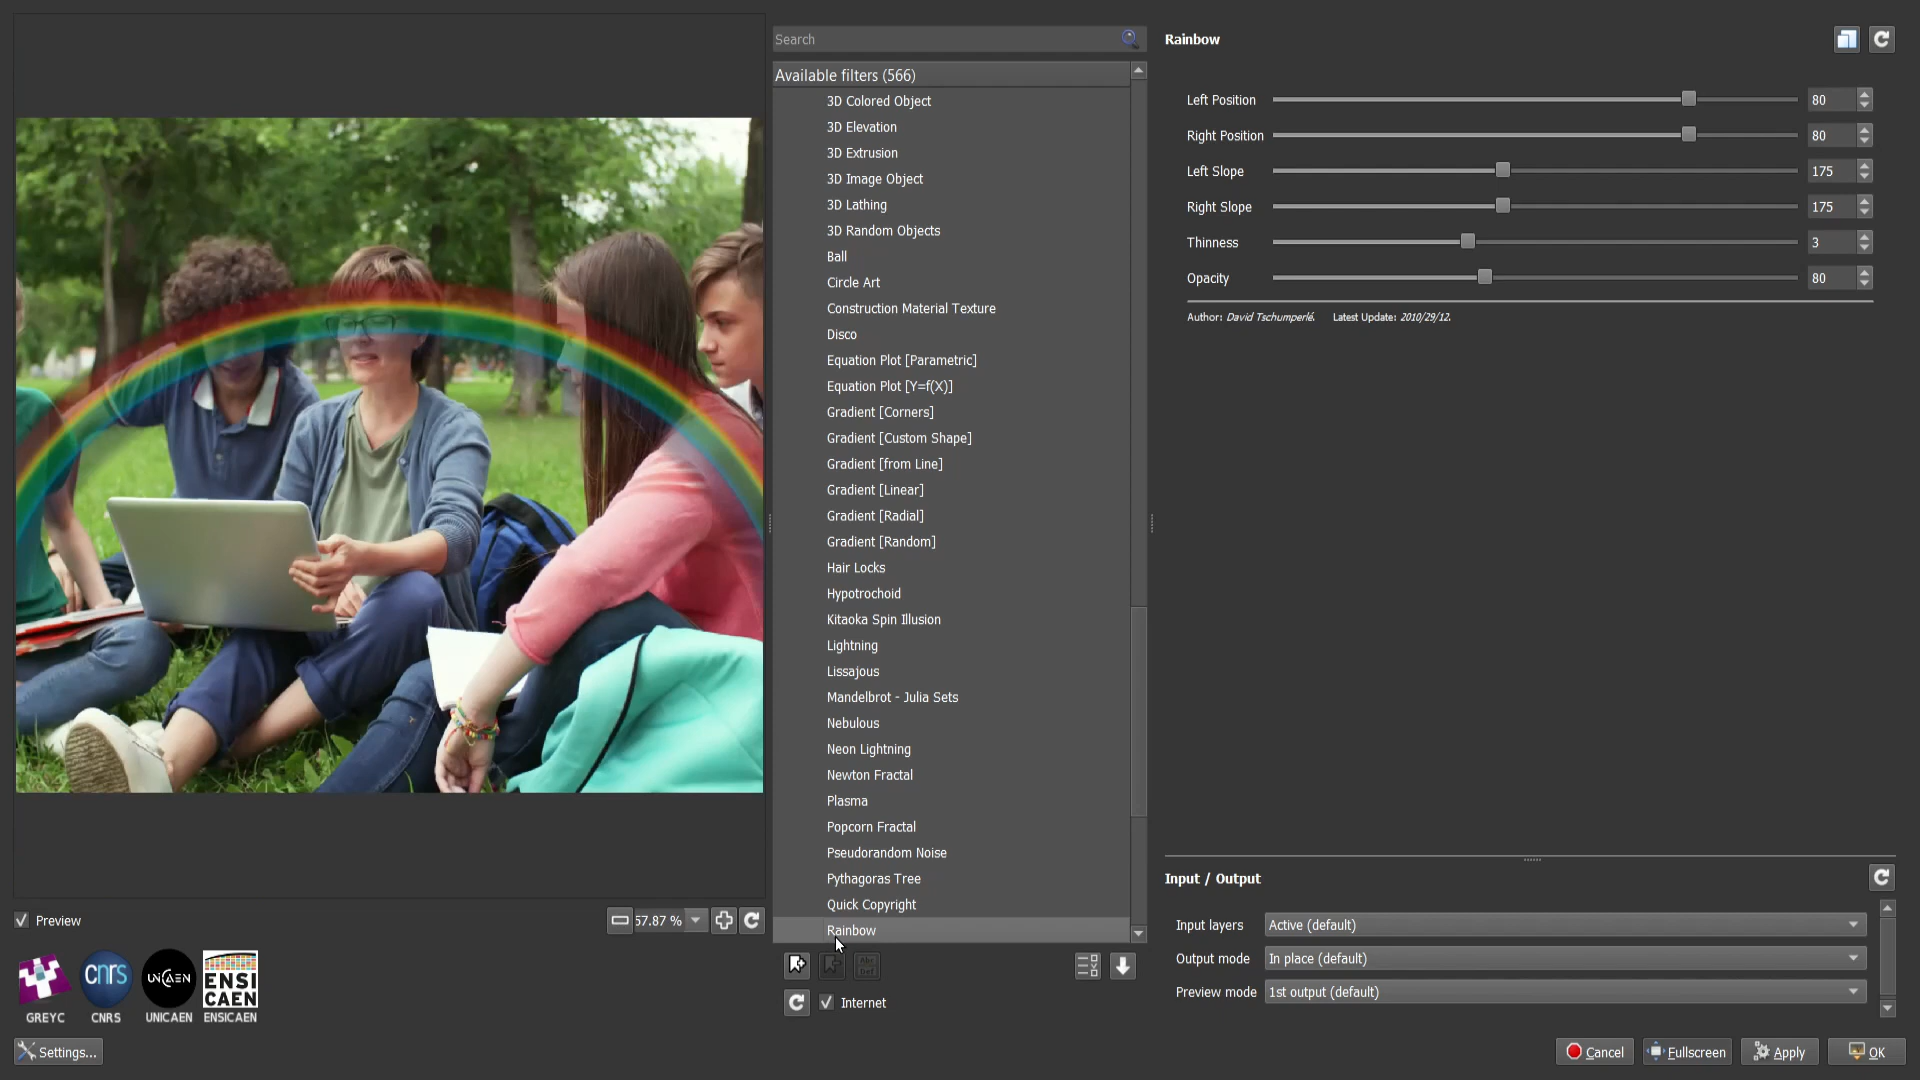 Search
Available filters (566)
3D Colored Object
3D Elevation
3D Extrusion
3D Image Object
3D Lathing
3D Random Objects
Ball
Circle Art
Construction Material Texture
Disco
Equation Plot [Parametric]
Equation Plot [Y=f(X)]
Gradient [Corners]
Gradient [Custom Shape]
Gradient [from Line]
Gradient [Linear]
Gradient [Radial]
Gradient [Random]
Hair Locks
Hypotrochoid
Kitaoka Spin Illusion
Lightning
Lissajous
Mandelbrot - Julia Sets
Nebulous
Neon Lightning
Newton Fractal
Plasma
Popcorn Fractal
Pseudorandom Noise
Pythagoras Tree
Quick Copyright
Rainbow
Internet
Rainbow
Left Position 80
Right Position 80
Left Slope 175
Right Slope 175
Thinness 3
Opacity 80
Author: David Tschumperlé. Latest Update: 2010/29/12.
Input / Output
Input layers Active (default)
Output mode In place (default)
Preview mode 1st output (default)
Preview
57.87 %
cnrs
UNICAEN
ENSI
CAEN
GREYC
CNRS
UNICAEN
ENSICAEN
Settings...
Cancel
Fullscreen
Apply
OK